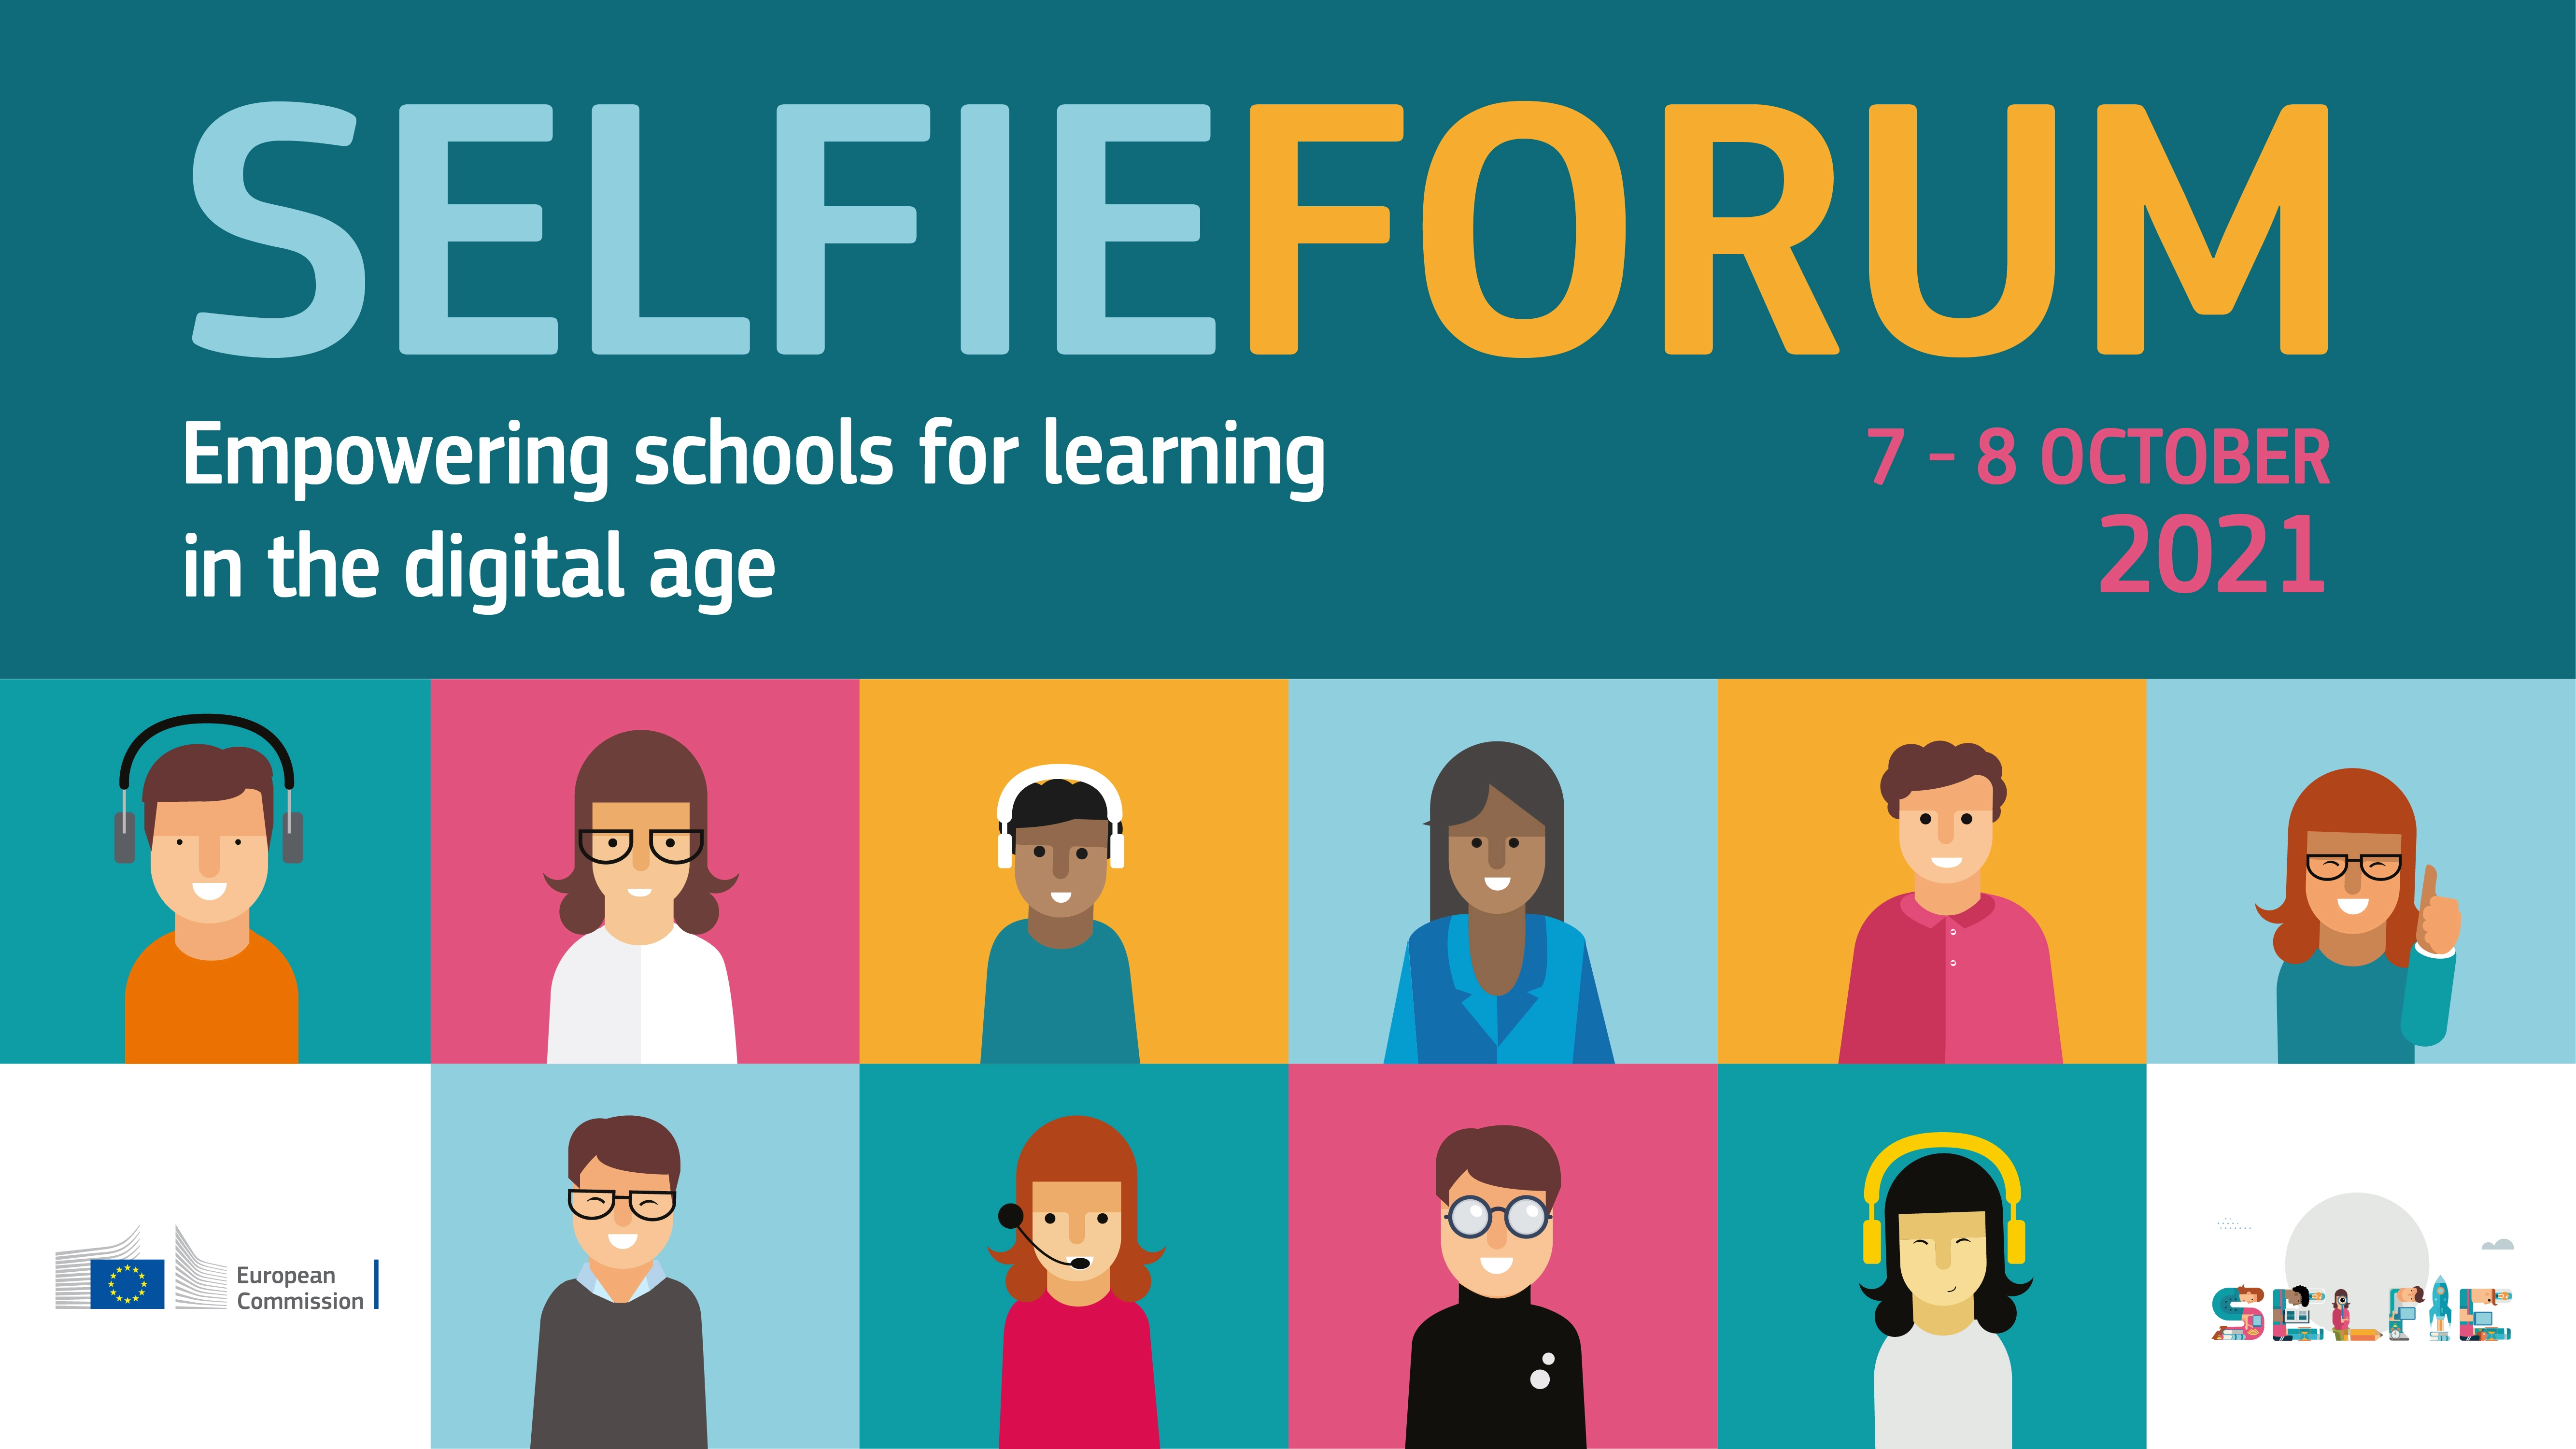 SELFIEFORUM
Empowering schools for learning
in the digital age
7 - 8 OCTOBER
2021
European
Commission
SELFIE